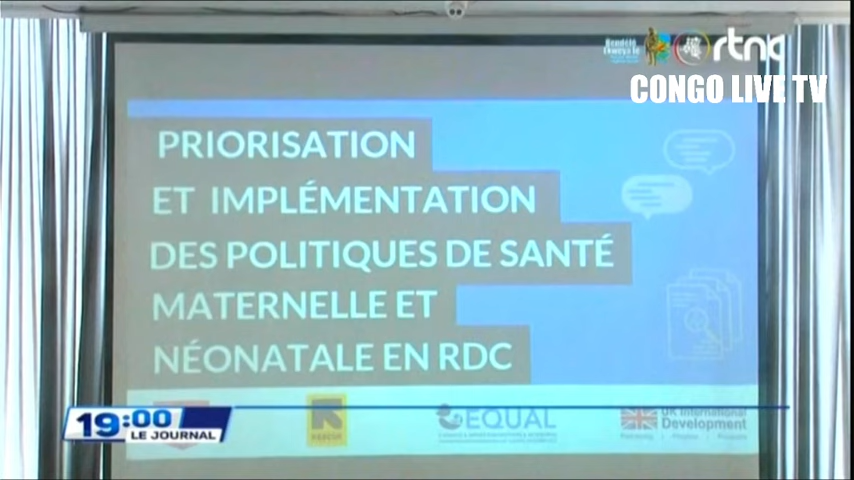 rtnc
CONGO LIVE TV
PRIORISATION
ET IMPLÉMENTATION
DES POLITIQUES DE SANTÉ
MATERNELLE ET
NÉONATALE EN RDC
EQUAL
UK International
Development
19:00
LE JOURNAL